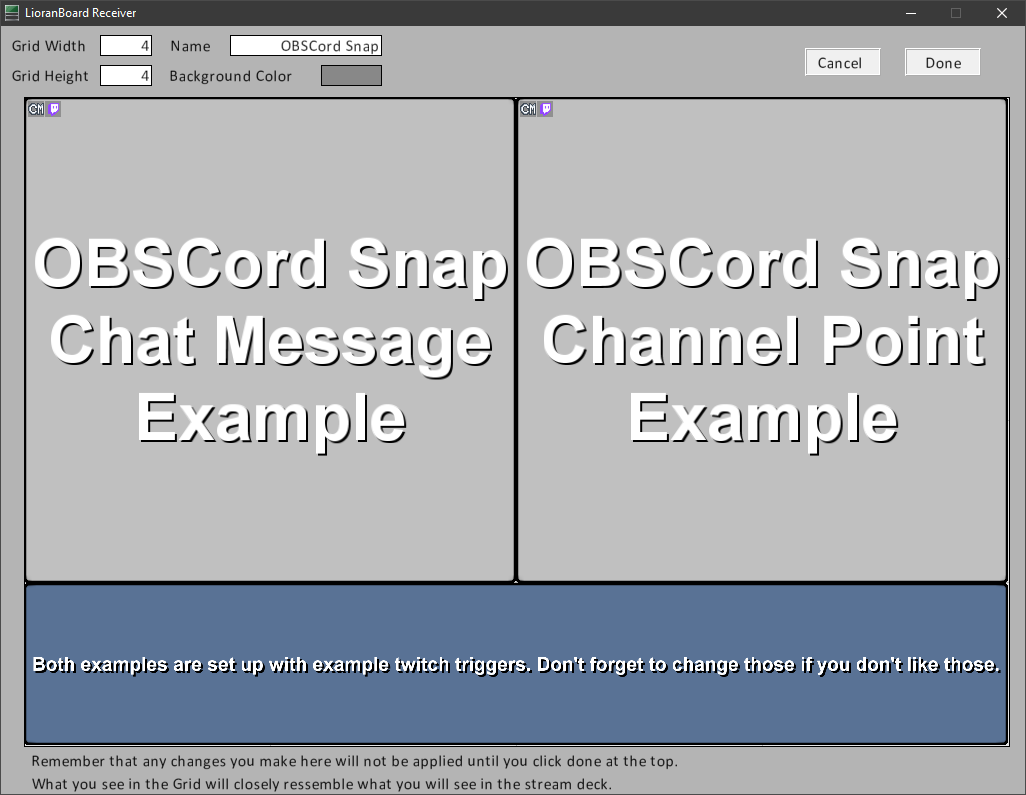 LioranBoard Receiver
Grid Width 4 Name OBSCord Snap
Grid Height 4 Background Color
Cancel Done
CM
CM
OBSCord Snap
Chat Message
Example
OBSCord Snap
Channel Point
Example
Both examples are set up with example twitch triggers. Don't forget to change those if you don't like those.
Remember that any changes you make here will not be applied until you click done at the top.
What you see in the Grid will closely ressemble what you will see in the stream deck.